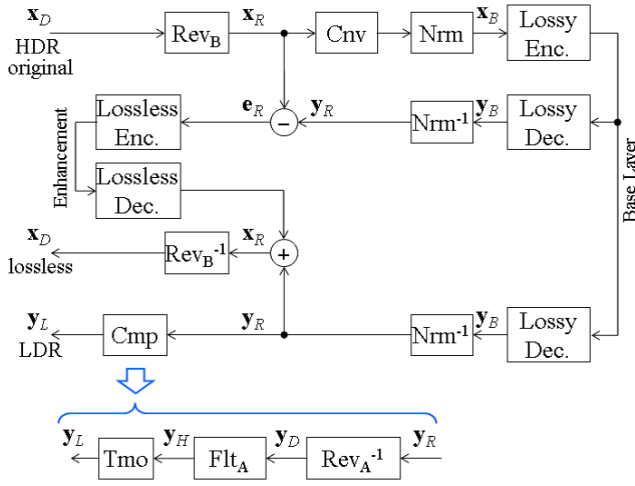 x_D x_R x_B
HDR original Rev_B Cnv Nrm Lossy Enc.
Lossless Enc. e_R − y_R Nrm⁻¹ y_B Lossy Dec.
Enhancement
Base Layer
Lossless Dec.
x_D lossless Rev_B⁻¹ x_R +
y_L LDR Cmp y_R Nrm⁻¹ y_B Lossy Dec.
y_L Tmo y_H Flt_A y_D Rev_A⁻¹ y_R